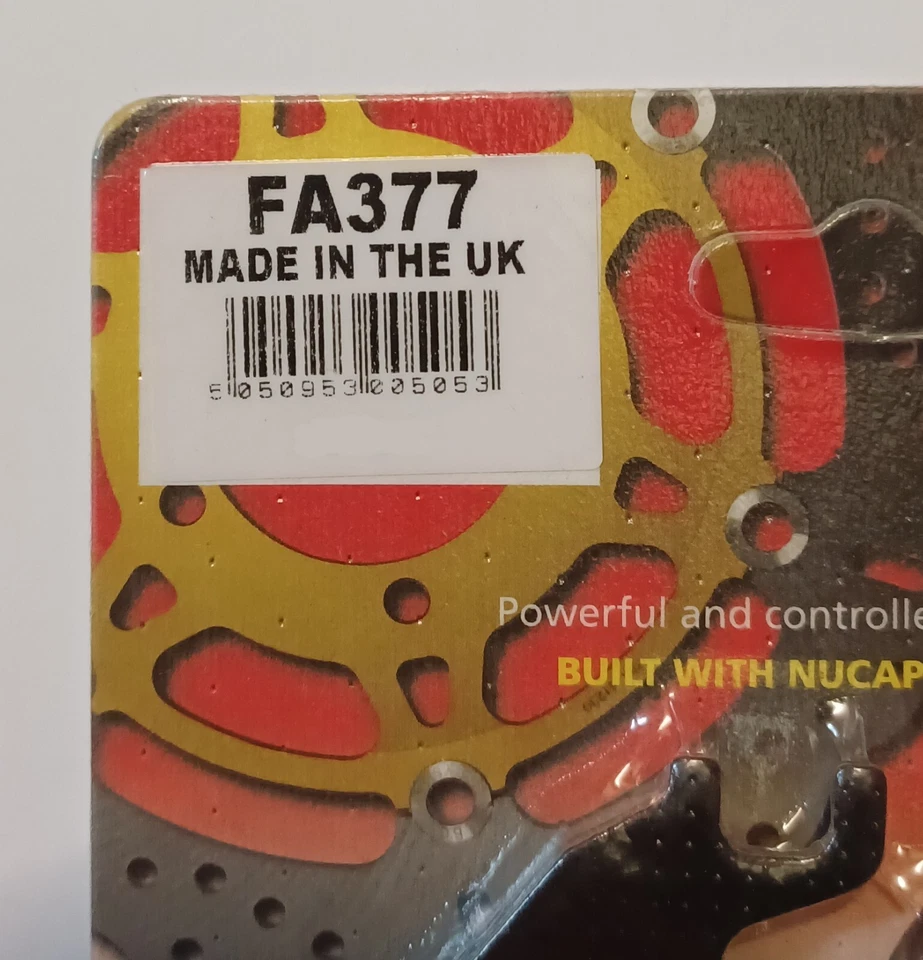 FA377
MADE IN THE UK
5 050953 005053
Powerful and controlle
BUILT WITH NUCAP